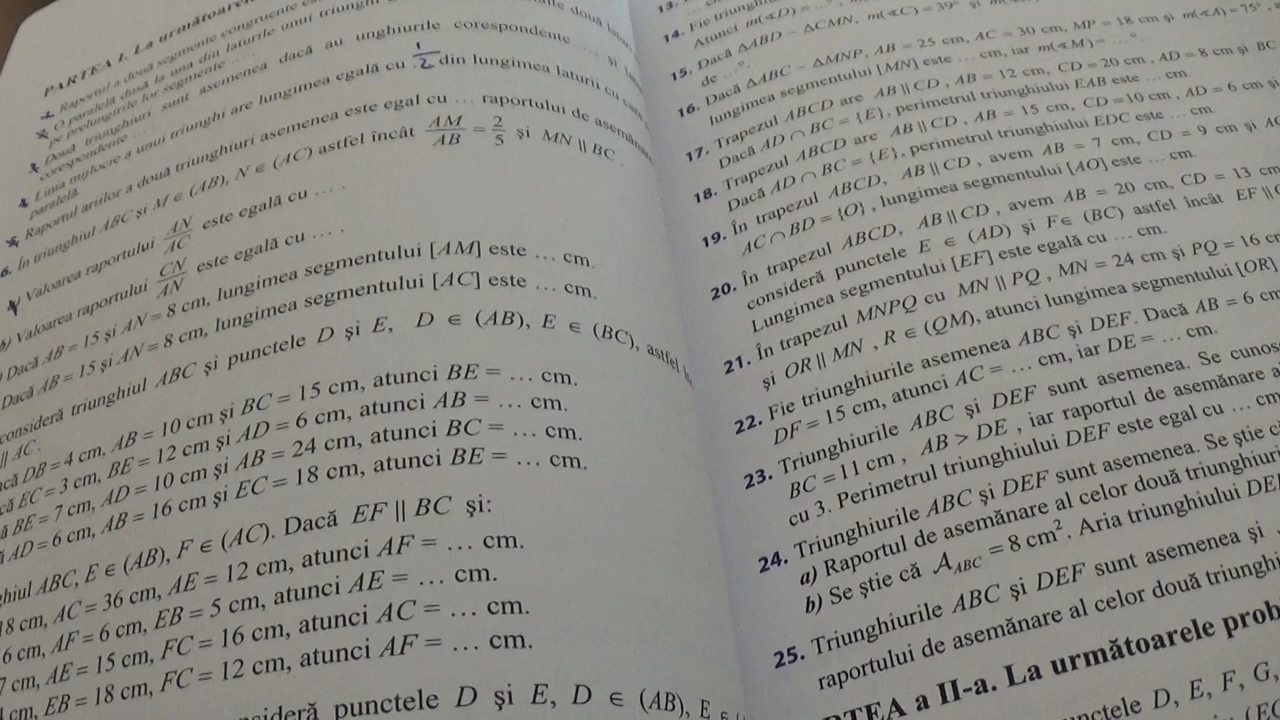 PARTEA I. La următoarele
Raportul a două segmente congruente
O paralelă dusă la una din laturile unui triunghi
pe prelungirile lor segmente …
Două triunghiuri sunt asemenea dacă au unghiurile corespondente … și
corespondente …
Linia mijlocie a unui triunghi are lungimea egală cu 1/2 din lungimea laturii cu care
paralelă.
5. Raportul ariilor a două triunghiuri asemenea este egal cu … raportului de asemănare
6. În triunghiul ABC și M ∈ (AB), N ∈ (AC) astfel încât AM/AB = 2/5 și MN || BC.
a) Valoarea raportului AN/AC este egală cu … .
b) Valoarea raportului CN/AN este egală cu … .
Dacă AB = 15 și AN = 8 cm, lungimea segmentului [AM] este … cm.
Dacă AB = 15 și AN = 8 cm, lungimea segmentului [AC] este … cm.
consideră triunghiul ABC și punctele D și E, D ∈ (AB), E ∈ (BC), astfel
|| AC.
DB = 4 cm, AB = 10 cm și BC = 15 cm, atunci BE = … cm.
EC = 3 cm, BE = 12 cm și AD = 6 cm, atunci AB = … cm.
BE = 7 cm, AD = 10 cm și AB = 24 cm, atunci BC = … cm.
AD = 6 cm, AB = 16 cm și EC = 18 cm, atunci BE = … cm.
ABC, E ∈ (AB), F ∈ (AC). Dacă EF || BC și:
8 cm, AC = 36 cm, AE = 12 cm, atunci AF = … cm.
6 cm, AF = 6 cm, EB = 5 cm, atunci AE = … cm.
7 cm, AE = 15 cm, FC = 16 cm, atunci AC = … cm.
cm, EB = 18 cm, FC = 12 cm, atunci AF = … cm.
punctele D și E, D ∈ (AB), E
13.
14. Fie
Atunci m(∢D) = …°,
15. Dacă ΔABD ~ ΔCMN, m(∢C) = 39° și
de …°.
16. Dacă ΔABC ~ ΔMNP, AB = 25 cm, AC = 30 cm, MP = 18 cm și m(∢A) = 75°,
lungimea segmentului [MN] este … cm, iar m(∢M) = …°.
17. Trapezul ABCD are AB || CD, AB = 12 cm, CD = 20 cm, AD = 8 cm și BC
Dacă AD ∩ BC = {E}, perimetrul triunghiului EAB este … cm.
18. Trapezul ABCD are AB || CD, AB = 15 cm, CD = 10 cm, AD = 6 cm și
Dacă AD ∩ BC = {E}, perimetrul triunghiului EDC este … cm.
19. În trapezul ABCD, AB || CD, avem AB = 7 cm, CD = 9 cm și AC
AC ∩ BD = {O}, lungimea segmentului [AO] este … cm.
20. În trapezul ABCD, AB || CD, avem AB = 20 cm, CD = 13 cm
consideră punctele E ∈ (AD) și F ∈ (BC) astfel încât EF ||
Lungimea segmentului [EF] este egală cu … cm.
21. În trapezul MNPQ cu MN || PQ, MN = 24 cm și PQ = 16 cm
și OR || MN, R ∈ (QM), atunci lungimea segmentului [OR]
22. Fie triunghiurile asemenea ABC și DEF. Dacă AB = 6 cm
DF = 15 cm, atunci AC = … cm, iar DE = … cm.
23. Triunghiurile ABC și DEF sunt asemenea. Se
BC = 11 cm, AB > DE, iar raportul de asemănare
cu 3. Perimetrul triunghiului DEF este egal cu … cm
24. Triunghiurile ABC și DEF sunt asemenea. Se știe
a) Raportul de asemănare al celor două triunghiuri
b) Se știe că A_ABC = 8 cm². Aria triunghiului DEF
25. Triunghiurile ABC și DEF sunt asemenea și
raportului de asemănare al celor două
a II-a. La următoarele
D, E, F, G,